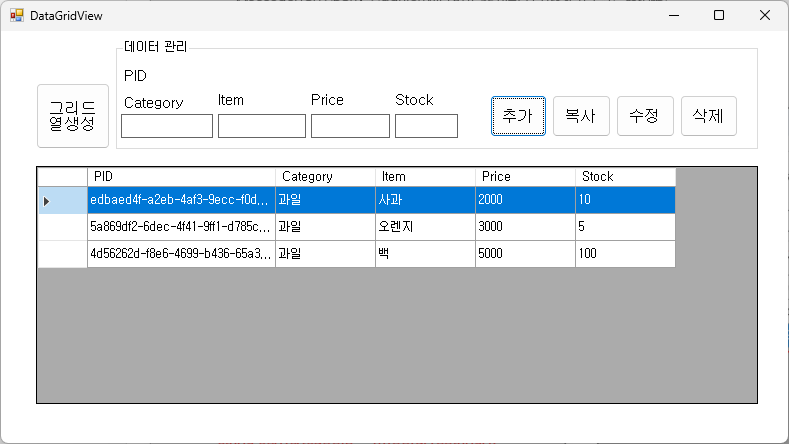 DataGridView
데이터 관리
PID
그리드
열생성
Category Item Price Stock
추가 복사 수정 삭제
PID Category Item Price Stock
edbaed4f-a2eb-4af3-9ecc-f0d... 과일 사과 2000 10
5a869df2-6dec-4f41-9ff1-d785c... 과일 오렌지 3000 5
4d56262d-f8e6-4699-b436-65a3... 과일 백 5000 100